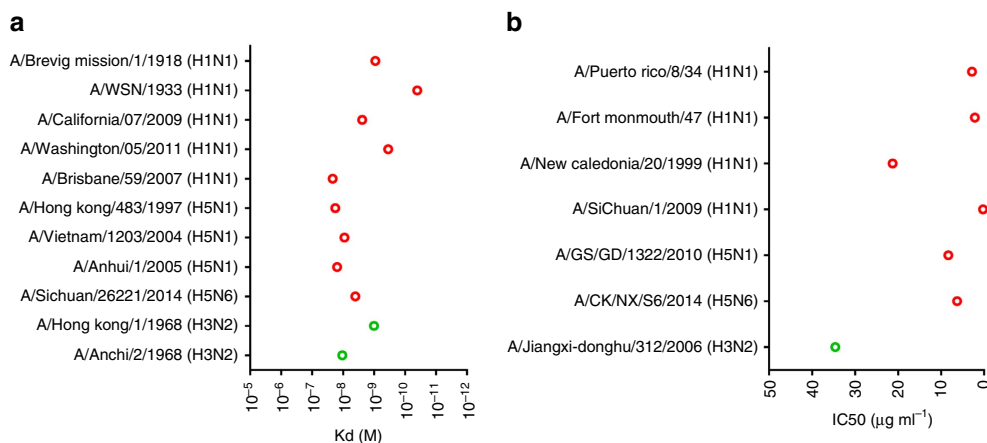 a
A/Brevig mission/1/1918 (H1N1)
A/WSN/1933 (H1N1)
A/California/07/2009 (H1N1)
A/Washington/05/2011 (H1N1)
A/Brisbane/59/2007 (H1N1)
A/Hong kong/483/1997 (H5N1)
A/Vietnam/1203/2004 (H5N1)
A/Anhui/1/2005 (H5N1)
A/Sichuan/26221/2014 (H5N6)
A/Hong kong/1/1968 (H3N2)
A/Anchi/2/1968 (H3N2)
10⁻⁵ 10⁻⁶ 10⁻⁷ 10⁻⁸ 10⁻⁹ 10⁻¹⁰ 10⁻¹¹ 10⁻¹²
Kd (M)
b
A/Puerto rico/8/34 (H1N1)
A/Fort monmouth/47 (H1N1)
A/New caledonia/20/1999 (H1N1)
A/SiChuan/1/2009 (H1N1)
A/GS/GD/1322/2010 (H5N1)
A/CK/NX/S6/2014 (H5N6)
A/Jiangxi-donghu/312/2006 (H3N2)
50 40 30 20 10 0
IC50 (μg ml⁻¹)